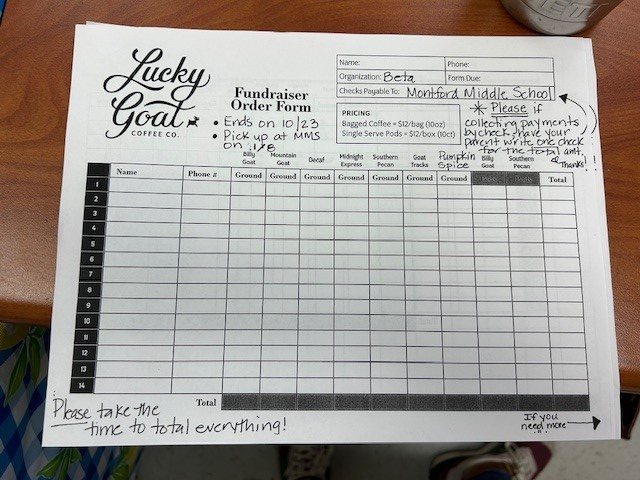 Lucky
Goat
COFFEE CO.
Fundraiser
Order Form
• Ends on 10/23
• Pick up at MMS
on 1/8
Name:
Phone:
Organization: Beta
Form Due:
Checks Payable To: Montford Middle School
PRICING
Bagged Coffee = $12/bag (10oz)
Single Serve Pods = $12/box (10ct)
* Please if
collecting payments
by check, have your
parent write one check
for the total amt.
& Thanks!!
Billy Goat
Mountain Goat
Decaf
Midnight Express
Southern Pecan
Goat Tracks
Pumpkin Spice
Billy Goat
Southern Pecan
Name Phone # Ground Ground Ground Ground Ground Ground Ground Total
1
2
3
4
5
6
7
8
9
10
11
12
13
14
Total
Please take the
time to total everything!
If you
need more